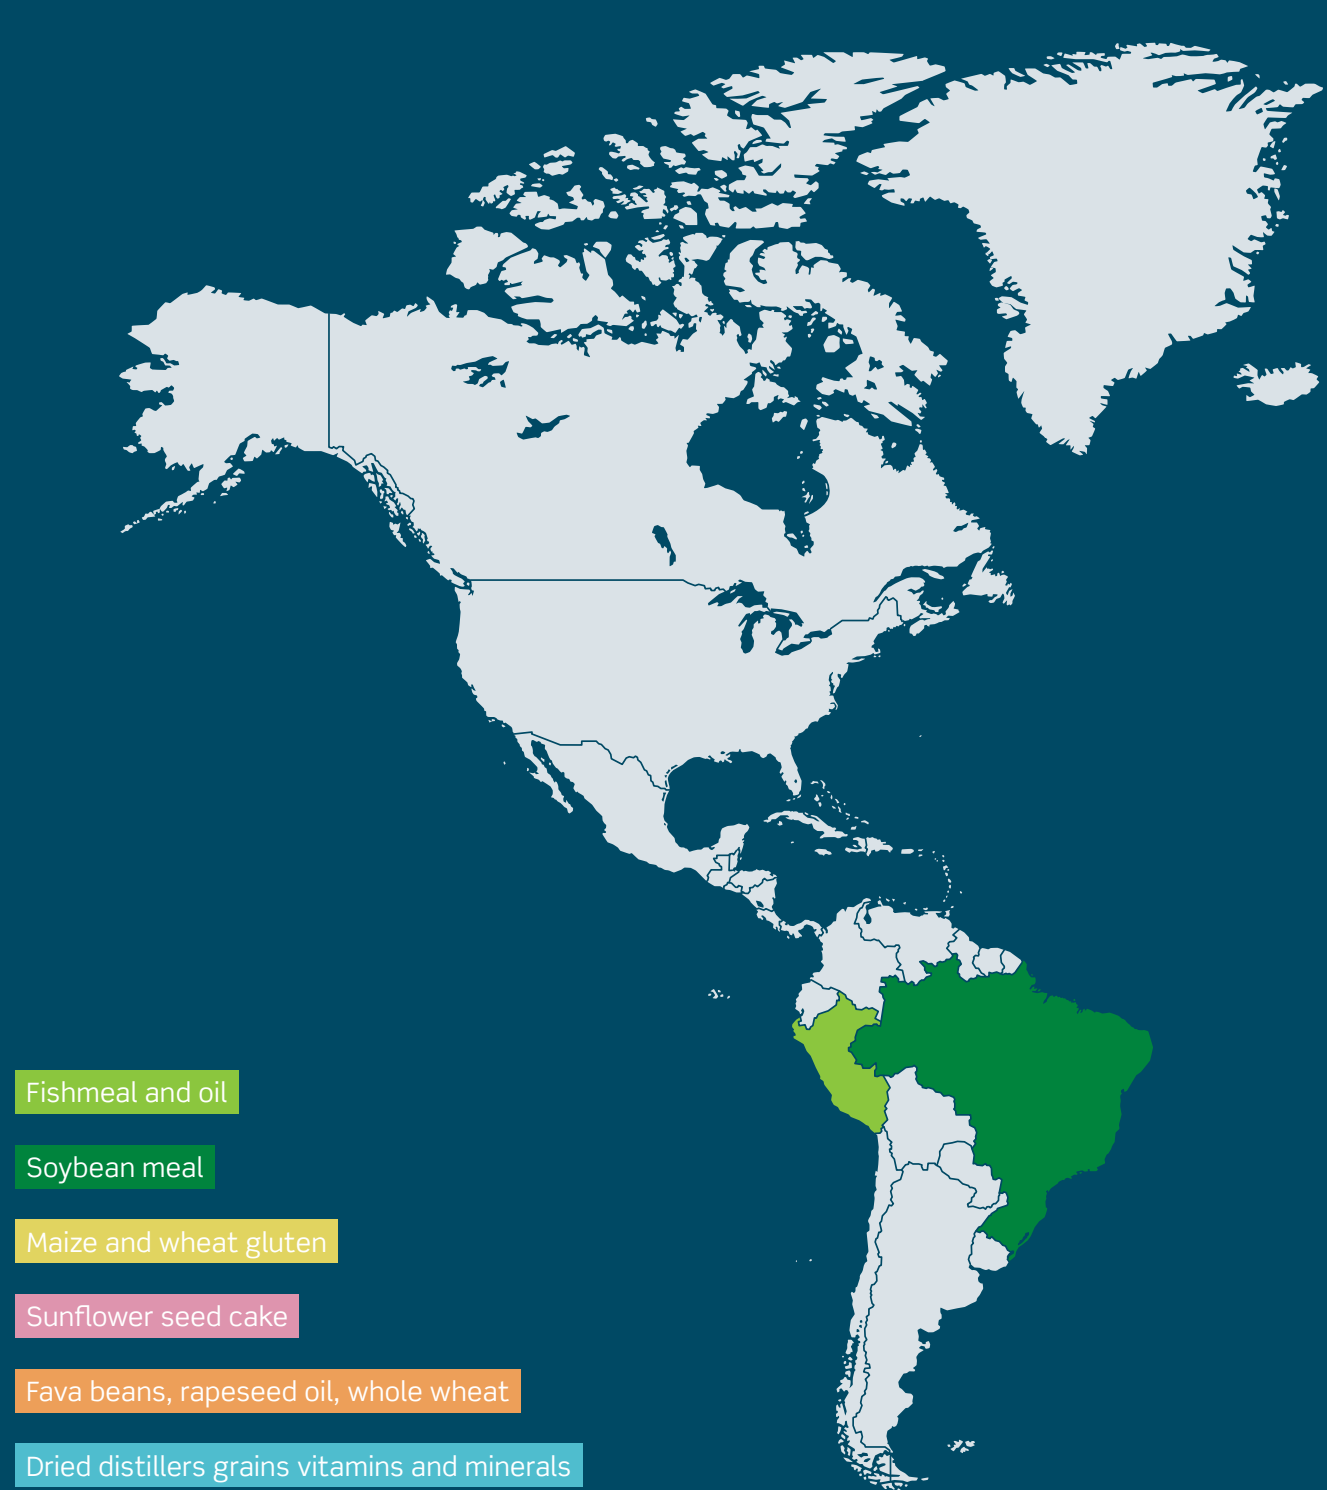 Fishmeal and oil
Soybean meal
Maize and wheat gluten
Sunflower seed cake
Fava beans, rapeseed oil, whole wheat
Dried distillers grains vitamins and minerals